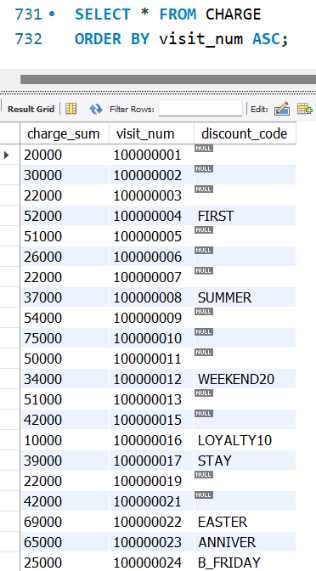 731 SELECT * FROM CHARGE
732 ORDER BY visit_num ASC;
Result Grid Filter Rows: Edit:
charge_sum visit_num discount_code
20000 100000001 NULL
30000 100000002 NULL
22000 100000003 NULL
52000 100000004 FIRST
51000 100000005 NULL
26000 100000006 NULL
22000 100000007 NULL
37000 100000008 SUMMER
54000 100000009 NULL
75000 100000010 NULL
50000 100000011 NULL
34000 100000012 WEEKEND20
51000 100000013 NULL
42000 100000015 NULL
10000 100000016 LOYALTY10
39000 100000017 STAY
22000 100000019 NULL
42000 100000021 NULL
69000 100000022 EASTER
65000 100000023 ANNIVER
25000 100000024 B_FRIDAY